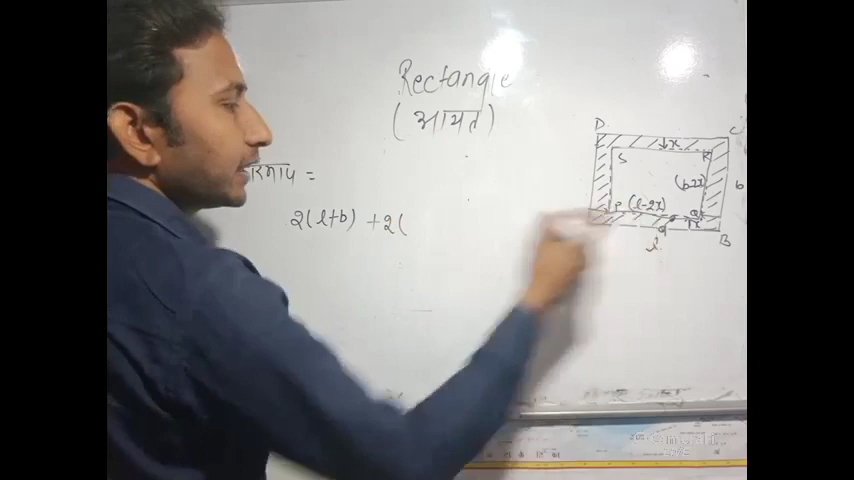 Rectangle
(आयत)
D
C
x
S
R
(b-2x)
b
P
(l-2x)
Q
x
B
l
रिमाप =
2(l+b) +2(